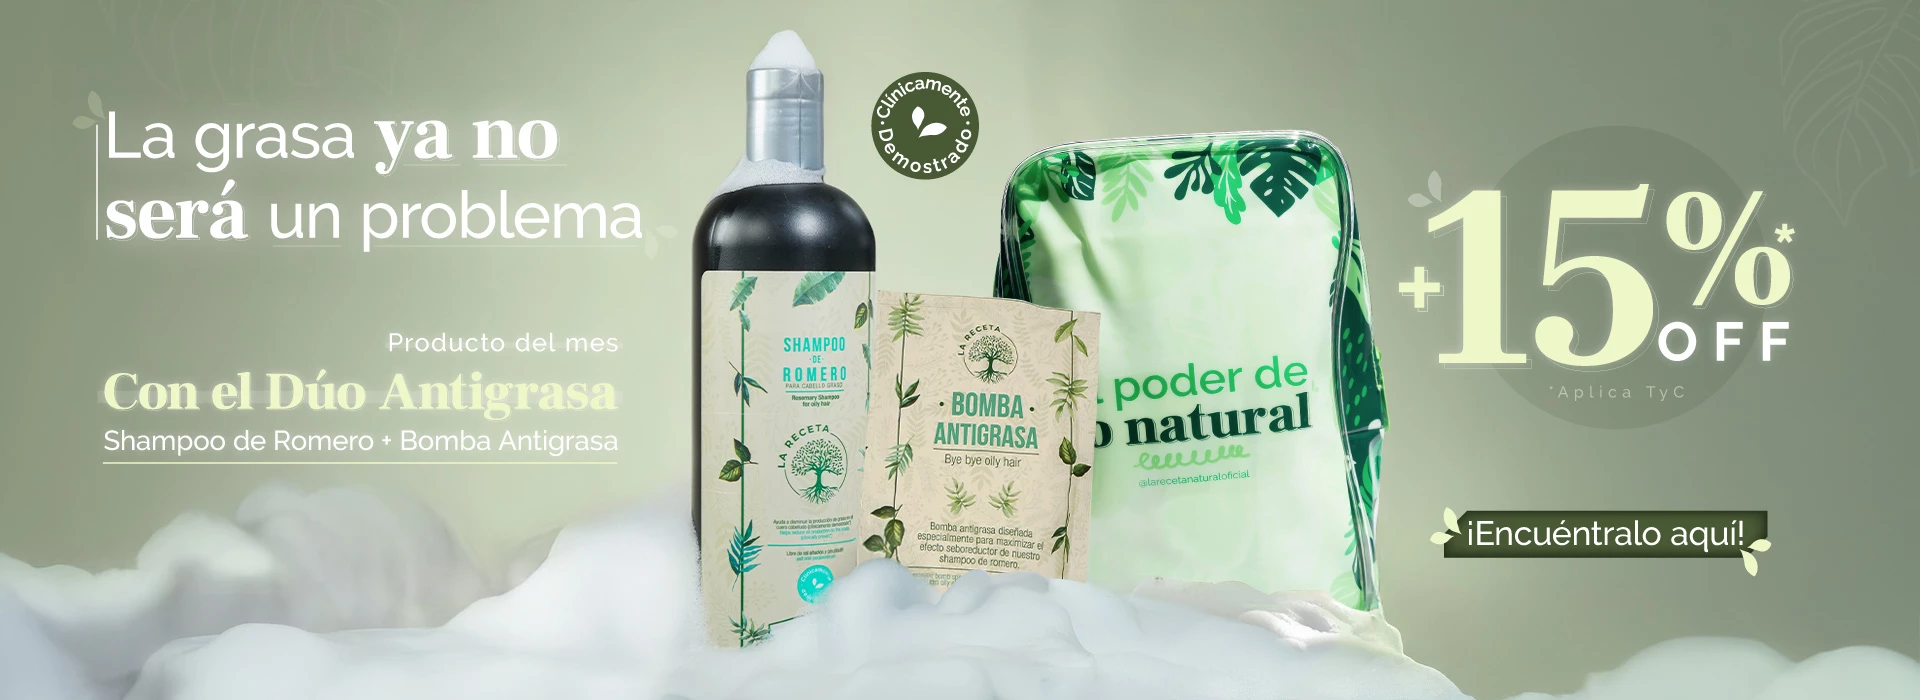 La grasa ya no
será un problema
Producto del mes
Con el Dúo Antigrasa
Shampoo de Romero + Bomba Antigrasa
Clínicamente
Demostrado
SHAMPOO
-DE-
ROMERO
PARA CABELLO GRASO
Rosemary Shampoo
for oily hair
LA RECETA
LA RECETA
• BOMBA •
ANTIGRASA
Bye bye oily hair
Bomba antigrasa diseñada
especialmente para maximizar el
efecto seboreductor de nuestro
shampoo de romero.
poder de
natural
@larecetanaturaloficial
+15%*
OFF
*Aplica TyC
¡Encuéntralo aquí!